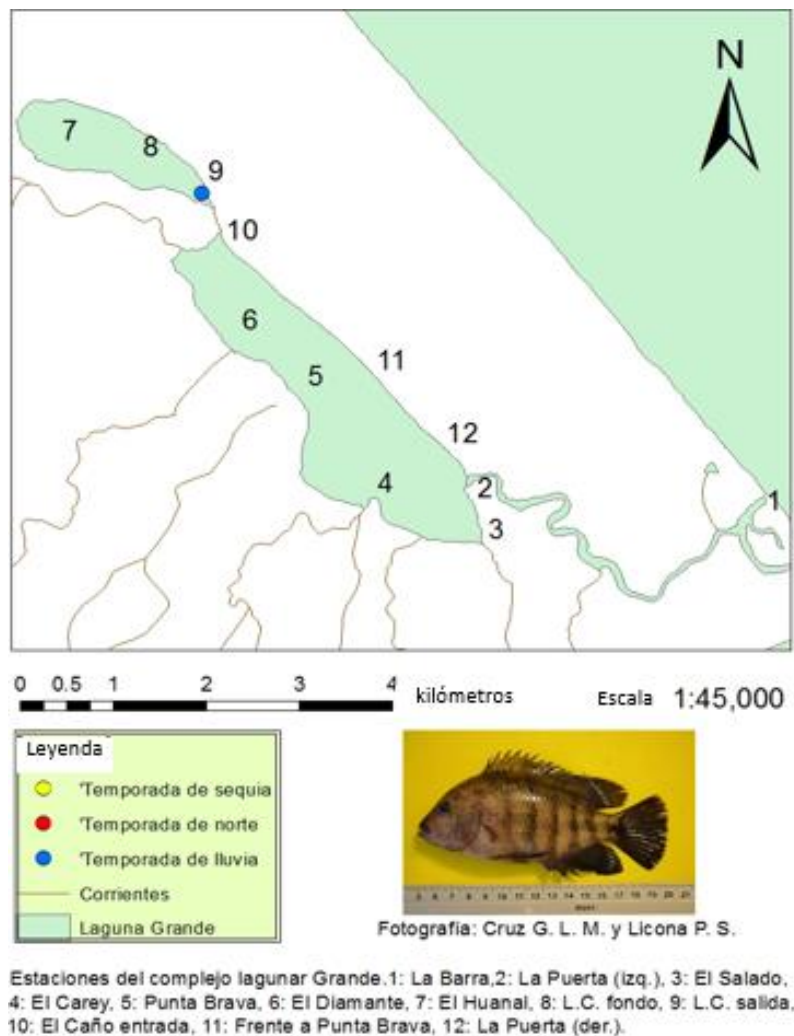 N
7
8
9
10
6
11
5
12
4
2
1
3
0 0.5 1 2 3 4 kilómetros Escala 1:45,000
Leyenda
'Temporada de sequia
'Temporada de norte
'Temporada de lluvia
Corrientes
Laguna Grande
Fotografia: Cruz G. L. M. y Licona P. S.
Estaciones del complejo lagunar Grande.1: La Barra,2: La Puerta (izq.), 3: El Salado,
4: El Carey, 5: Punta Brava, 6: El Diamante, 7: El Huanal, 8: L.C. fondo, 9: L.C. salida,
10: El Caño entrada, 11: Frente a Punta Brava, 12: La Puerta (der.).